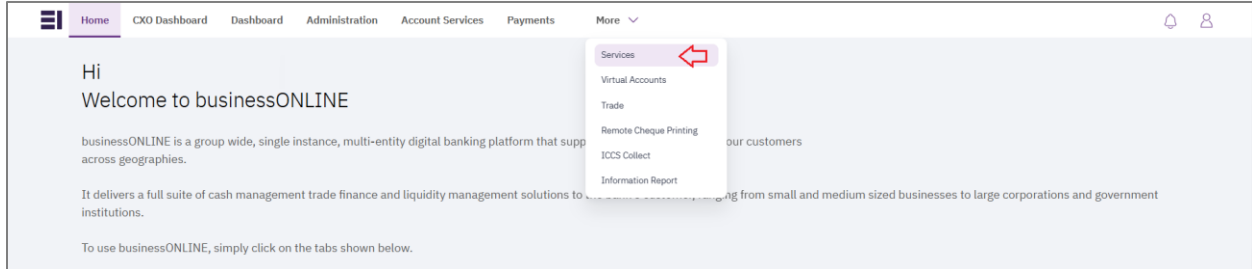 Home CXO Dashboard Dashboard Administration Account Services Payments More
Services
Virtual Accounts
Trade
Remote Cheque Printing
ICCS Collect
Information Report
Hi
Welcome to businessONLINE
businessONLINE is a group wide, single instance, multi-entity digital banking platform that supp our customers
across geographies.
It delivers a full suite of cash management trade finance and liquidity management solutions to ranging from small and medium sized businesses to large corporations and government
institutions.
To use businessONLINE, simply click on the tabs shown below.